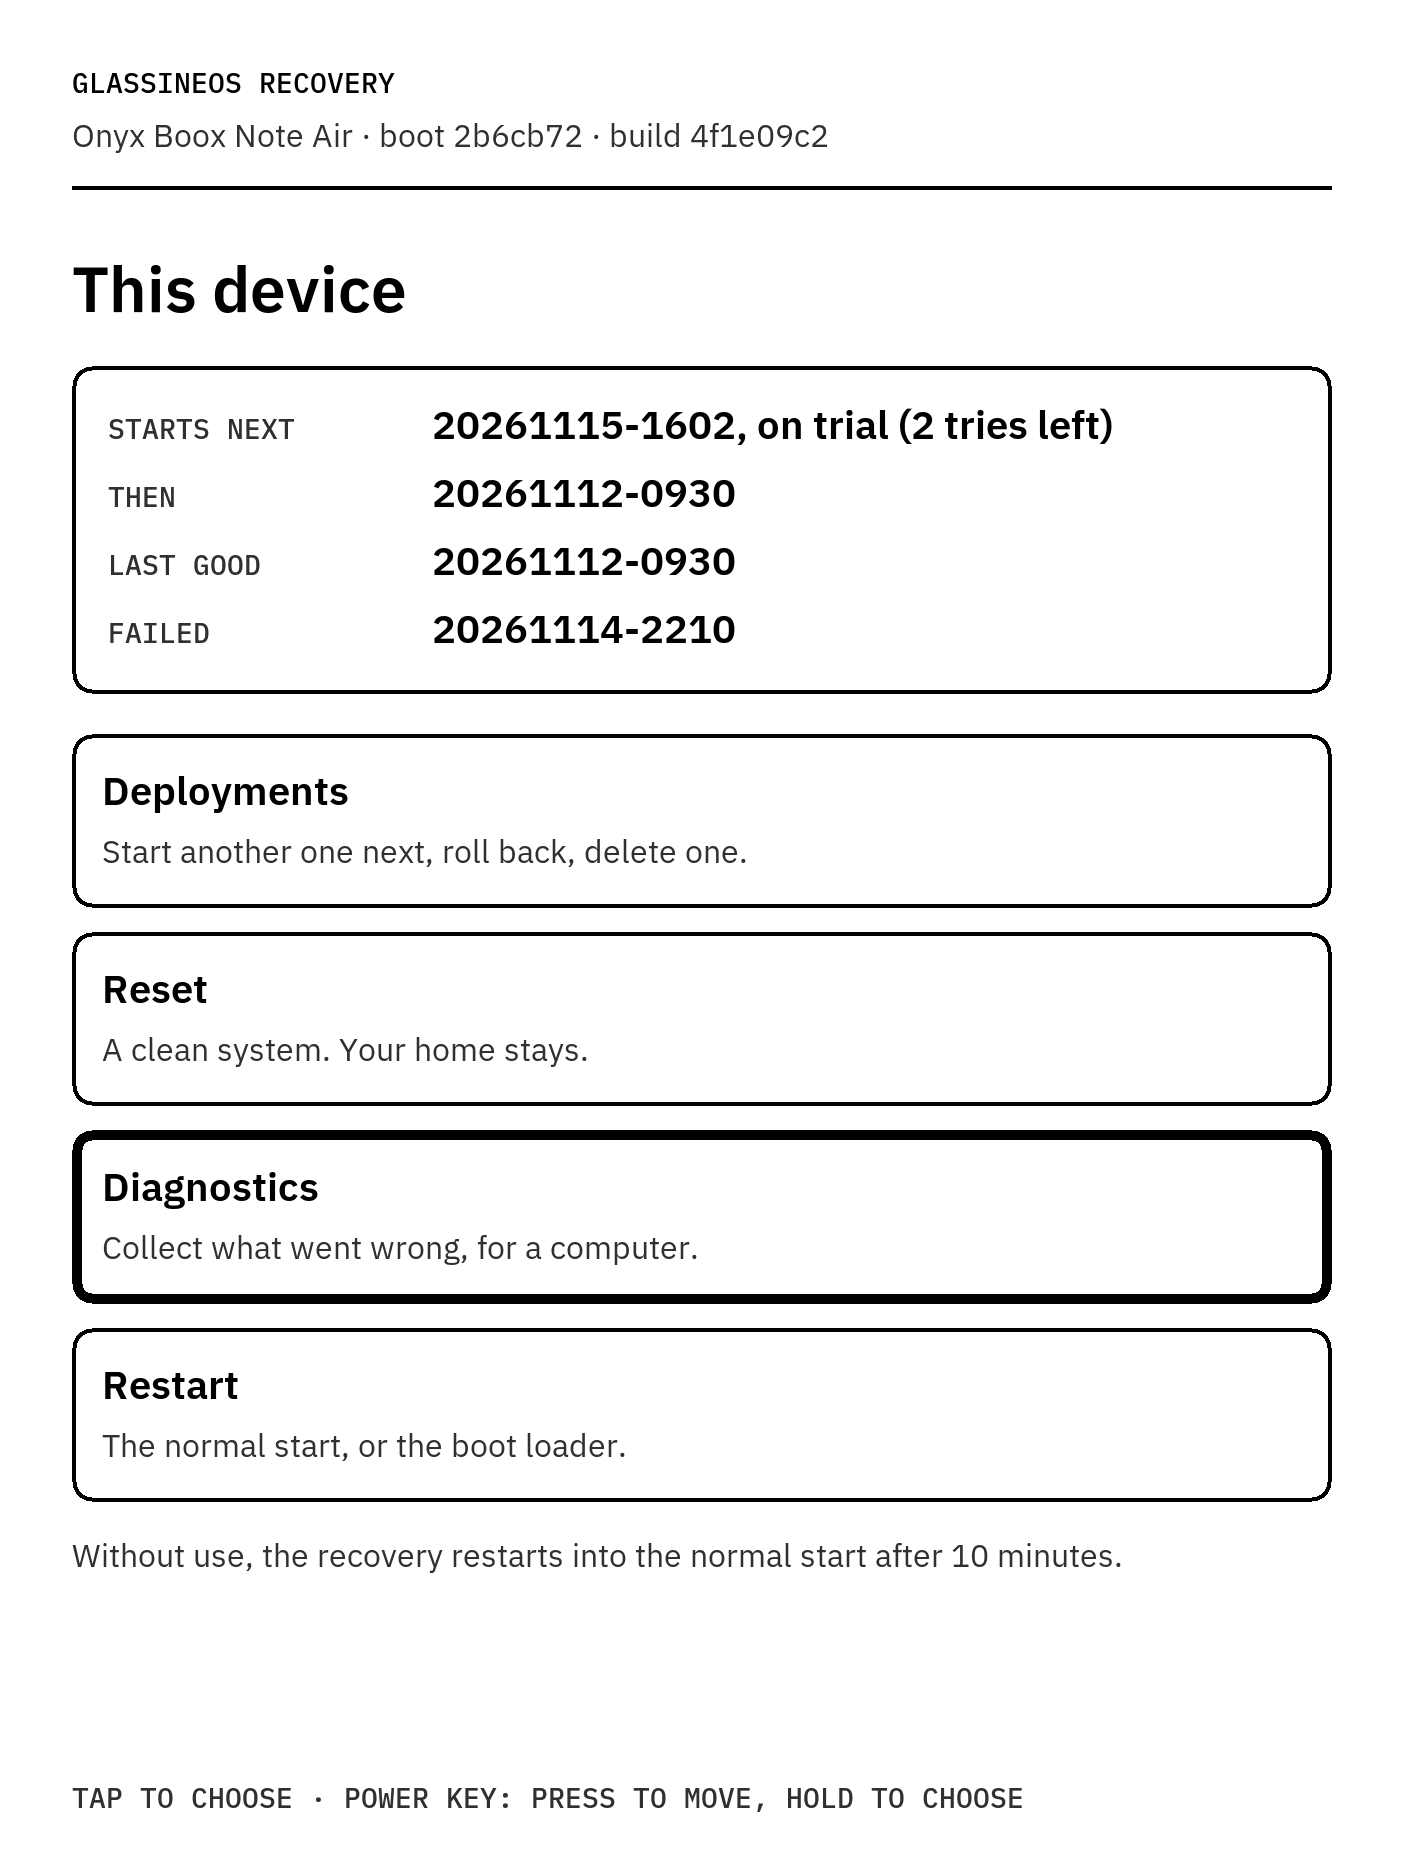 GLASSINEOS RECOVERY
Onyx Boox Note Air · boot 2b6cb72 · build 4f1e09c2
This device
STARTS NEXT 20261115-1602, on trial (2 tries left)
THEN 20261112-0930
LAST GOOD 20261112-0930
FAILED 20261114-2210
Deployments
Start another one next, roll back, delete one.
Reset
A clean system. Your home stays.
Diagnostics
Collect what went wrong, for a computer.
Restart
The normal start, or the boot loader.
Without use, the recovery restarts into the normal start after 10 minutes.
TAP TO CHOOSE · POWER KEY: PRESS TO MOVE, HOLD TO CHOOSE